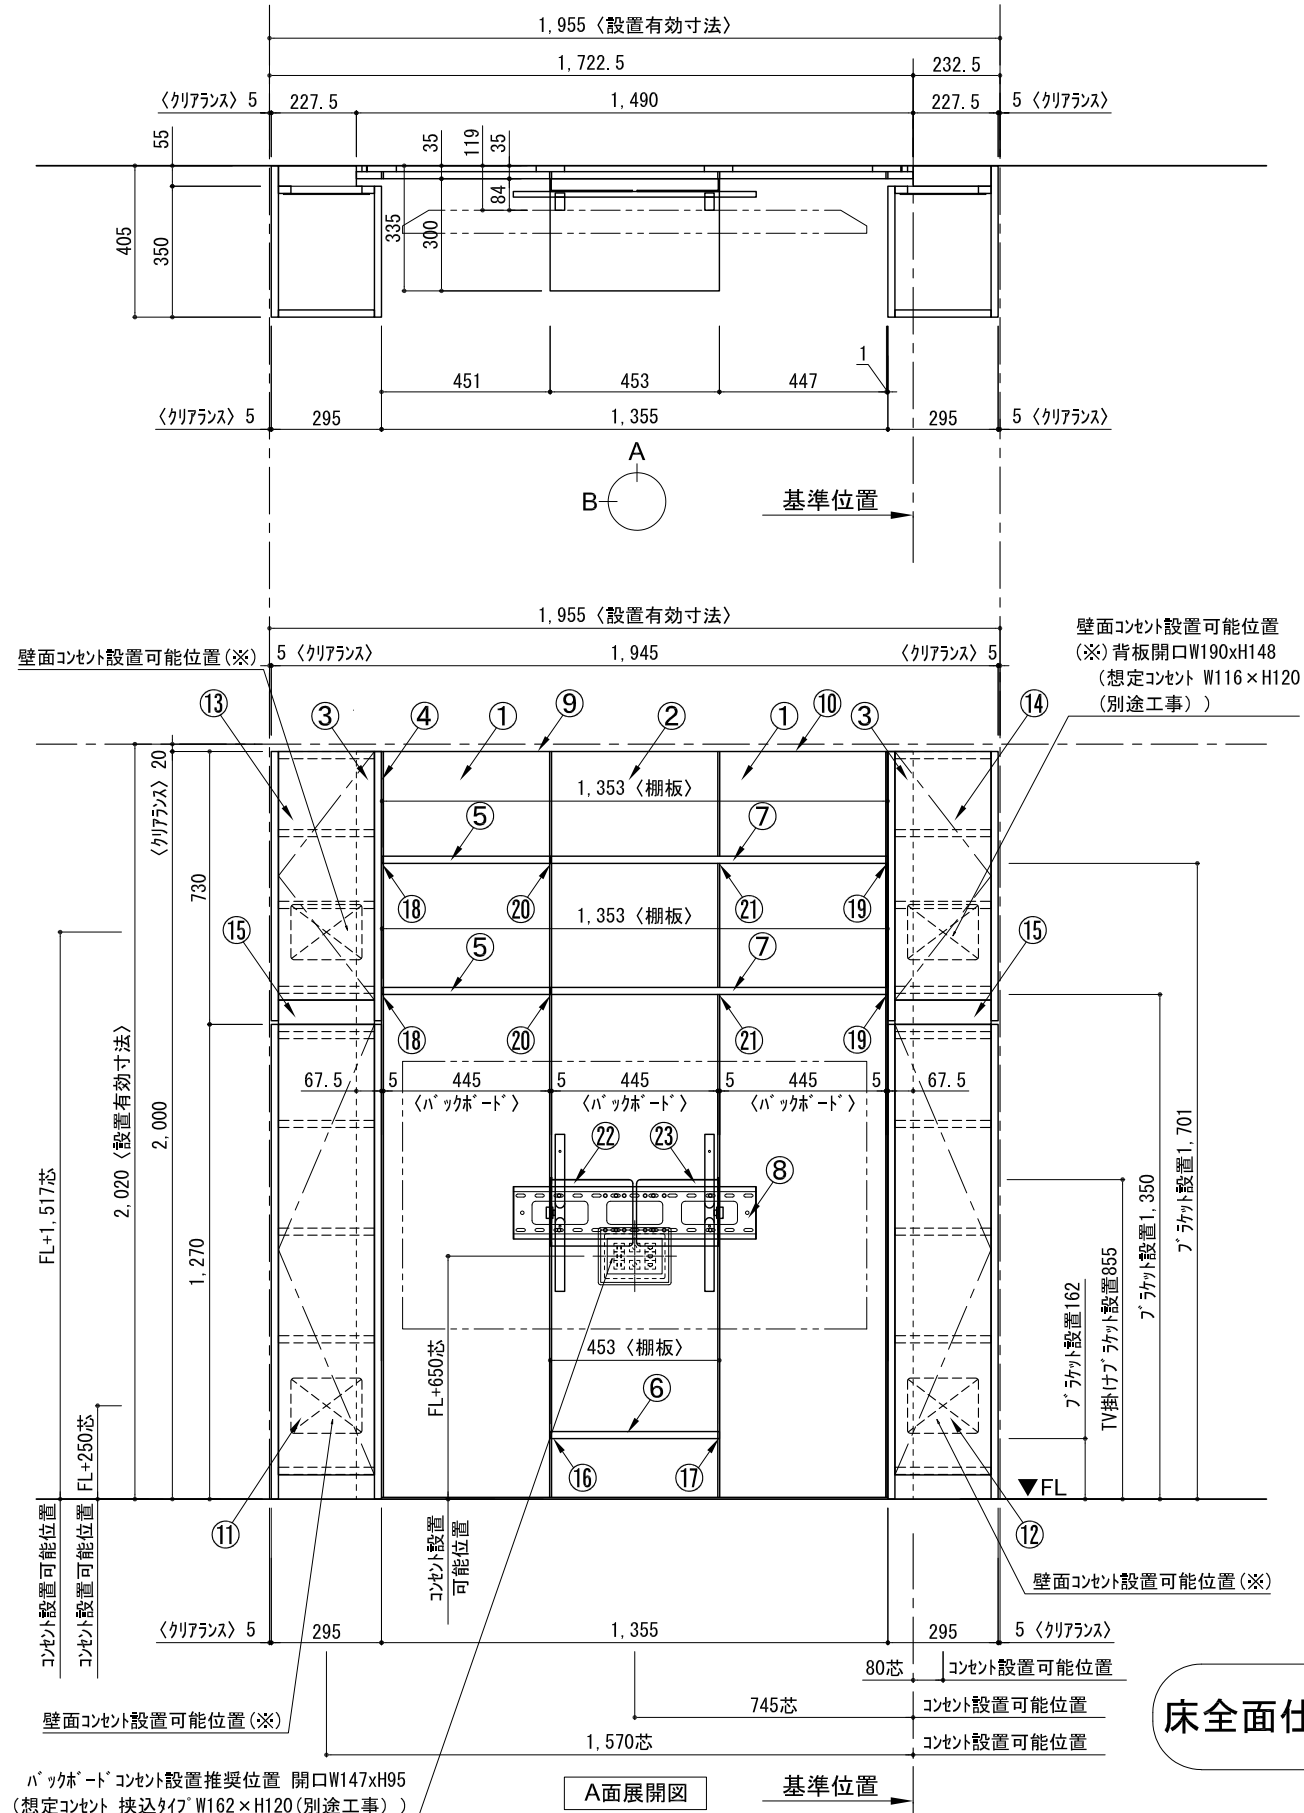 1,955〈設置有効寸法〉
1,722.5
232.5
〈クリアランス〉5
227.5
1,490
227.5
5〈クリアランス〉
55
35
119
35
84
405
350
335
300
1
451
453
447
〈クリアランス〉5
295
1,355
295
5〈クリアランス〉
A
B
基準位置
1,955〈設置有効寸法〉
壁面コンセント設置可能位置
(※)背板開口W190xH148
(想定コンセント W116×H120
(別途工事))
壁面コンセント設置可能位置(※)
5〈クリアランス〉
1,945
〈クリアランス〉5
⑬
③
④
①
⑨
②
①
⑩
③
⑭
〈クリアランス〉20
1,353〈棚板〉
⑤
⑦
730
⑱
⑳
㉑
⑲
1,353〈棚板〉
⑮
⑤
⑦
⑮
⑱
⑳
㉑
⑲
67.5
5
445
5
445
5
445
5
67.5
〈バックボード〉
〈バックボード〉
〈バックボード〉
㉒
㉓
⑧
FL+1,517芯
2,020〈設置有効寸法〉
2,000
1,270
ブラケット設置1,701
ブラケット設置1,350
TV掛けブラケット設置855
ブラケット設置162
FL+650芯
453〈棚板〉
⑥
FL+250芯
⑯
⑰
▼FL
⑪
⑫
コンセント設置可能位置
コンセント設置可能位置
コンセント設置
可能位置
壁面コンセント設置可能位置(※)
〈クリアランス〉5
295
1,355
295
5〈クリアランス〉
80芯
コンセント設置可能位置
745芯
コンセント設置可能位置
壁面コンセント設置可能位置(※)
1,570芯
コンセント設置可能位置
床全面仕
バックボードコンセント設置推奨位置 開口W147xH95
(想定コンセント 挟込タイプW162×H120(別途工事))
A面展開図
基準位置